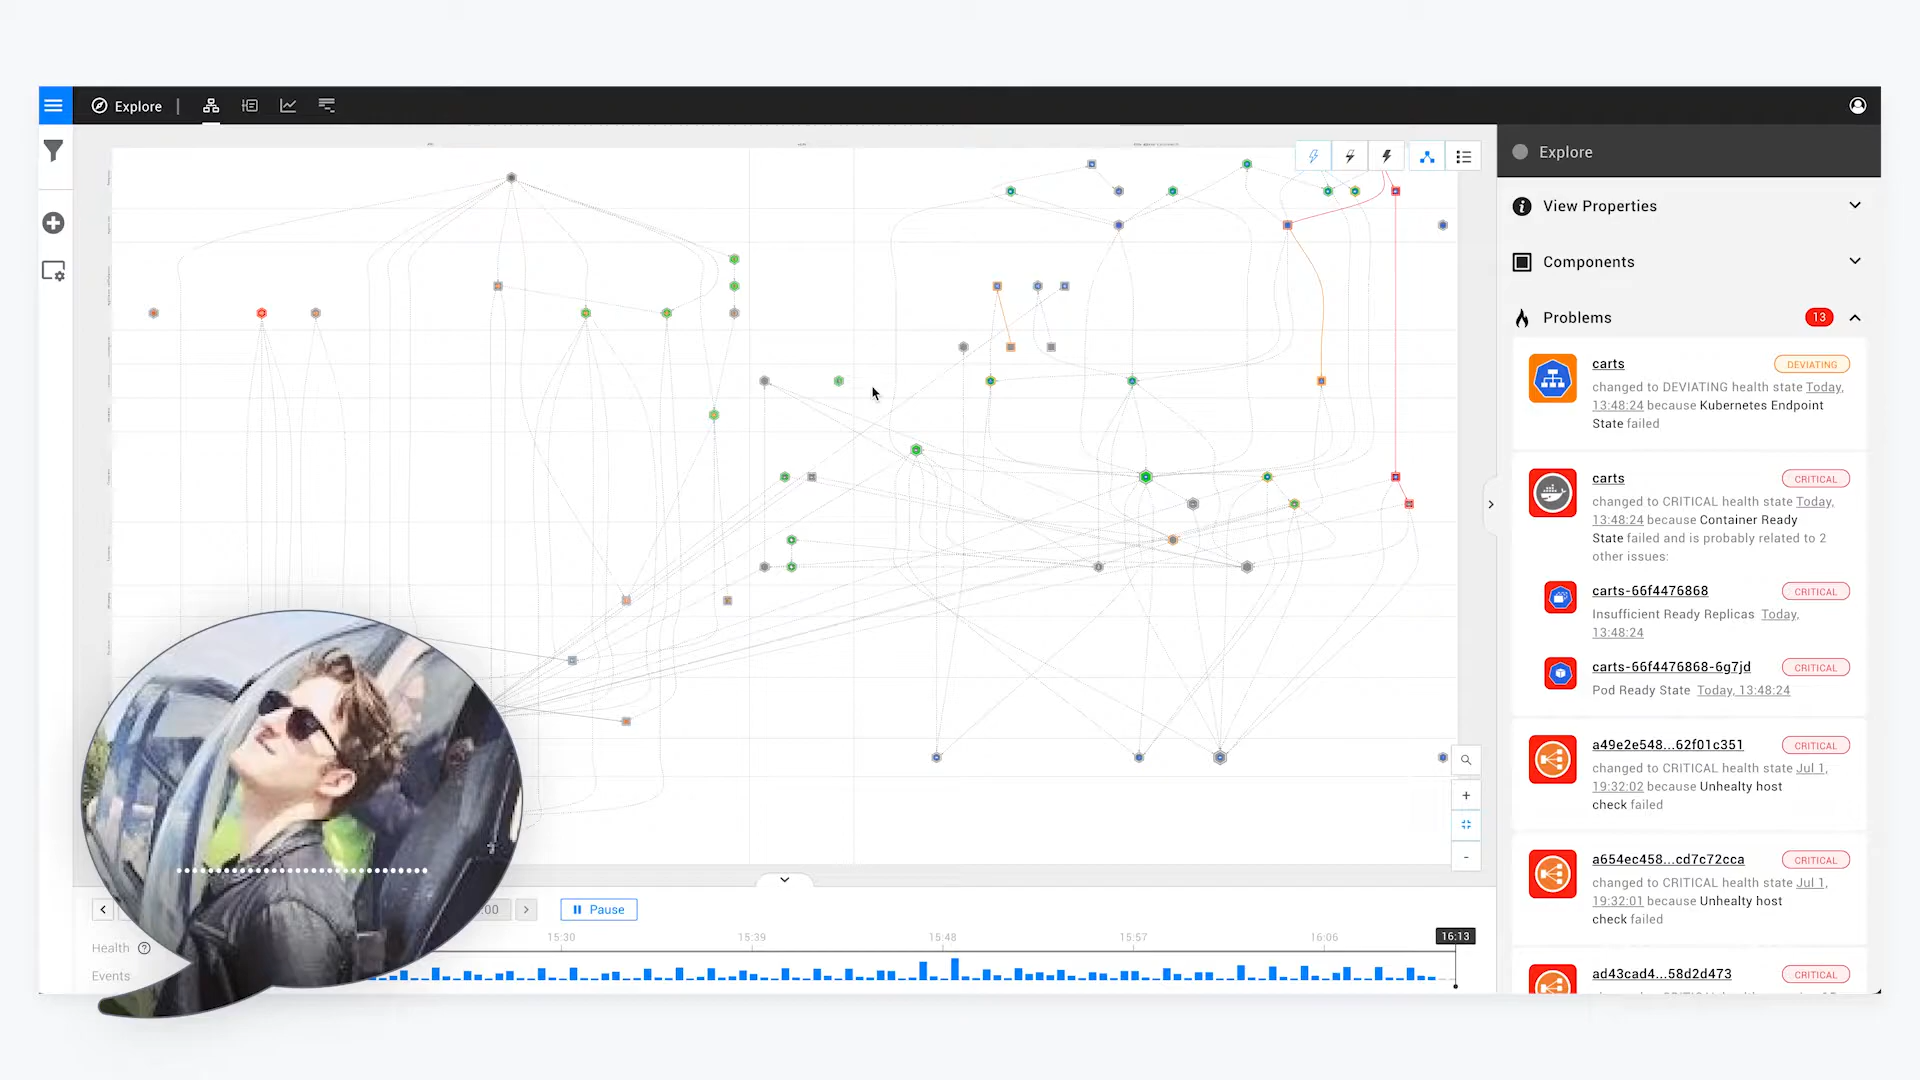 Explore |
Explore
View Properties
Components
Problems 13
carts DEVIATING
changed to DEVIATING health state Today,
13:48:24 because Kubernetes Endpoint
State failed
carts CRITICAL
changed to CRITICAL health state Today,
13:48:24 because Container Ready
State failed and is probably related to 2
other issues:
carts-66f4476868 CRITICAL
Insufficient Ready Replicas Today,
13:48:24
carts-66f4476868-6g7jd CRITICAL
Pod Ready State Today, 13:48:24
a49e2e548...62f01c351 CRITICAL
changed to CRITICAL health state Jul 1,
19:32:02 because Unhealty host
check failed
a654ec458...cd7c72cca CRITICAL
changed to CRITICAL health state Jul 1,
19:32:01 because Unhealty host
check failed
ad43cad4...58d2d473 CRITICAL
:00 Pause
15:30 15:39 15:48 15:57 16:06 16:13
Health
Events